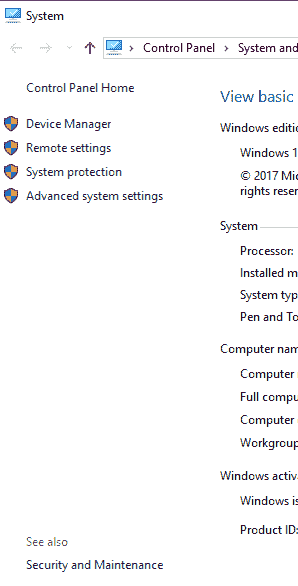 System
Control Panel > System and
Control Panel Home
Device Manager
Remote settings
System protection
Advanced system settings
View basic
Windows editio
Windows 1
© 2017 Mic
rights reser
System
Processor:
Installed m
System typ
Pen and To
Computer nam
Computer
Full compu
Computer
Workgroup
Windows activa
Windows is
Product ID:
See also
Security and Maintenance